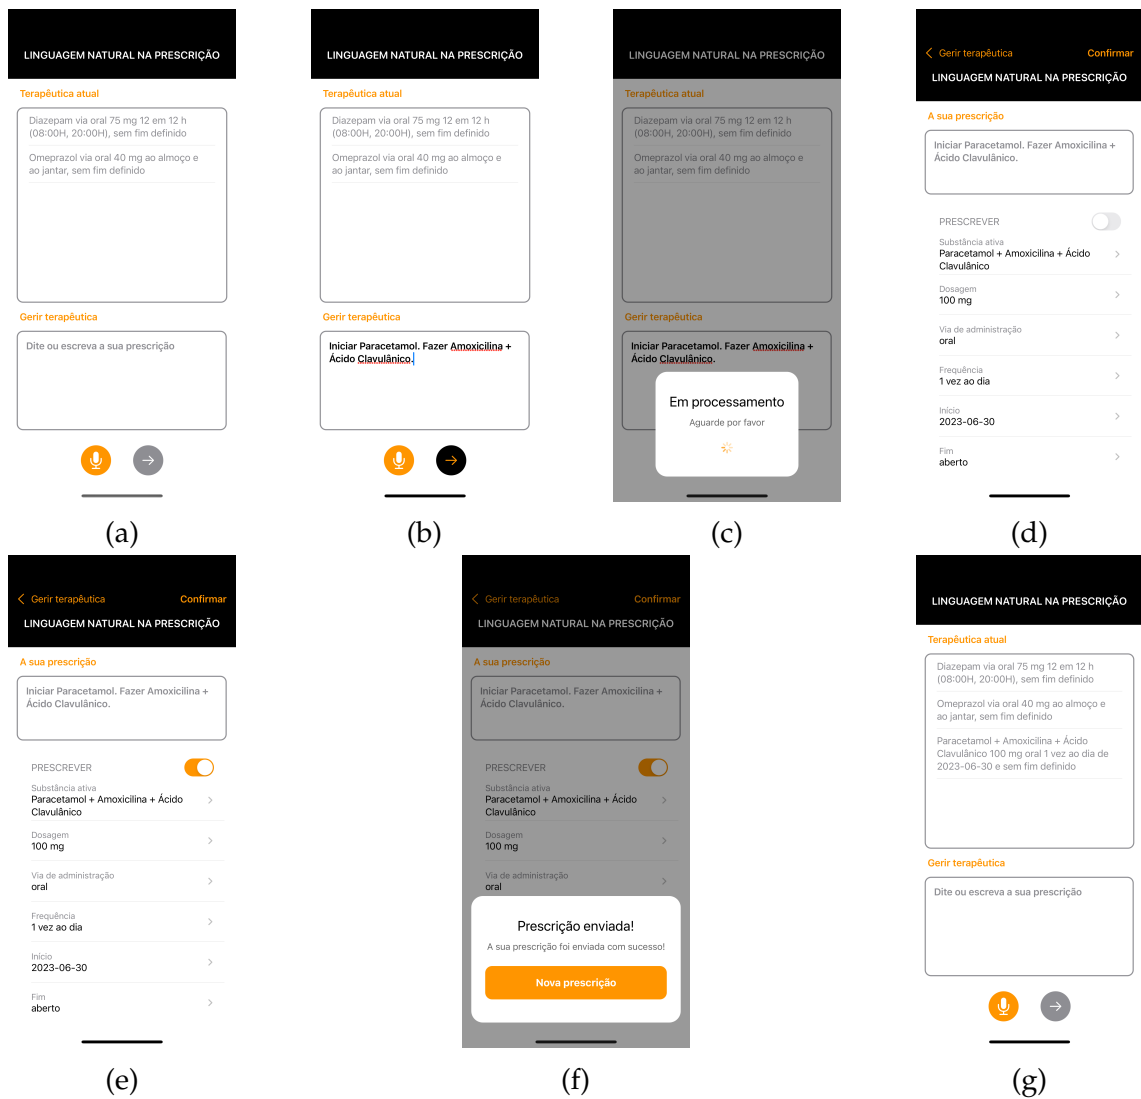 LINGUAGEM NATURAL NA PRESCRIÇÃO
Terapêutica atual
Diazepam via oral 75 mg 12 em 12 h
(08:00H, 20:00H), sem fim definido
Omeprazol via oral 40 mg ao almoço e
ao jantar, sem fim definido
Gerir terapêutica
Dite ou escreva a sua prescrição
(a)
LINGUAGEM NATURAL NA PRESCRIÇÃO
Terapêutica atual
Diazepam via oral 75 mg 12 em 12 h
(08:00H, 20:00H), sem fim definido
Omeprazol via oral 40 mg ao almoço e
ao jantar, sem fim definido
Gerir terapêutica
Iniciar Paracetamol. Fazer Amoxicilina +
Ácido Clavulânico.
(b)
LINGUAGEM NATURAL NA PRESCRIÇÃO
Terapêutica atual
Diazepam via oral 75 mg 12 em 12 h
(08:00H, 20:00H), sem fim definido
Omeprazol via oral 40 mg ao almoço e
ao jantar, sem fim definido
Gerir terapêutica
Iniciar Paracetamol. Fazer Amoxicilina +
Ácido Clavulânico.
Em processamento
Aguarde por favor
(c)
Gerir terapêutica Confirmar
LINGUAGEM NATURAL NA PRESCRIÇÃO
A sua prescrição
Iniciar Paracetamol. Fazer Amoxicilina +
Ácido Clavulânico.
PRESCREVER
Substância ativa
Paracetamol + Amoxicilina + Ácido
Clavulânico
Dosagem
100 mg
Via de administração
oral
Frequência
1 vez ao dia
Início
2023-06-30
Fim
aberto
(d)
Gerir terapêutica Confirmar
LINGUAGEM NATURAL NA PRESCRIÇÃO
A sua prescrição
Iniciar Paracetamol. Fazer Amoxicilina +
Ácido Clavulânico.
PRESCREVER
Substância ativa
Paracetamol + Amoxicilina + Ácido
Clavulânico
Dosagem
100 mg
Via de administração
oral
Frequência
1 vez ao dia
Início
2023-06-30
Fim
aberto
(e)
Gerir terapêutica Confirmar
LINGUAGEM NATURAL NA PRESCRIÇÃO
A sua prescrição
Iniciar Paracetamol. Fazer Amoxicilina +
Ácido Clavulânico.
PRESCREVER
Substância ativa
Paracetamol + Amoxicilina + Ácido
Clavulânico
Dosagem
100 mg
Via de administração
oral
Prescrição enviada!
A sua prescrição foi enviada com sucesso!
Nova prescrição
(f)
LINGUAGEM NATURAL NA PRESCRIÇÃO
Terapêutica atual
Diazepam via oral 75 mg 12 em 12 h
(08:00H, 20:00H), sem fim definido
Omeprazol via oral 40 mg ao almoço e
ao jantar, sem fim definido
Paracetamol + Amoxicilina + Ácido
Clavulânico 100 mg oral 1 vez ao dia de
2023-06-30 e sem fim definido
Gerir terapêutica
Dite ou escreva a sua prescrição
(g)